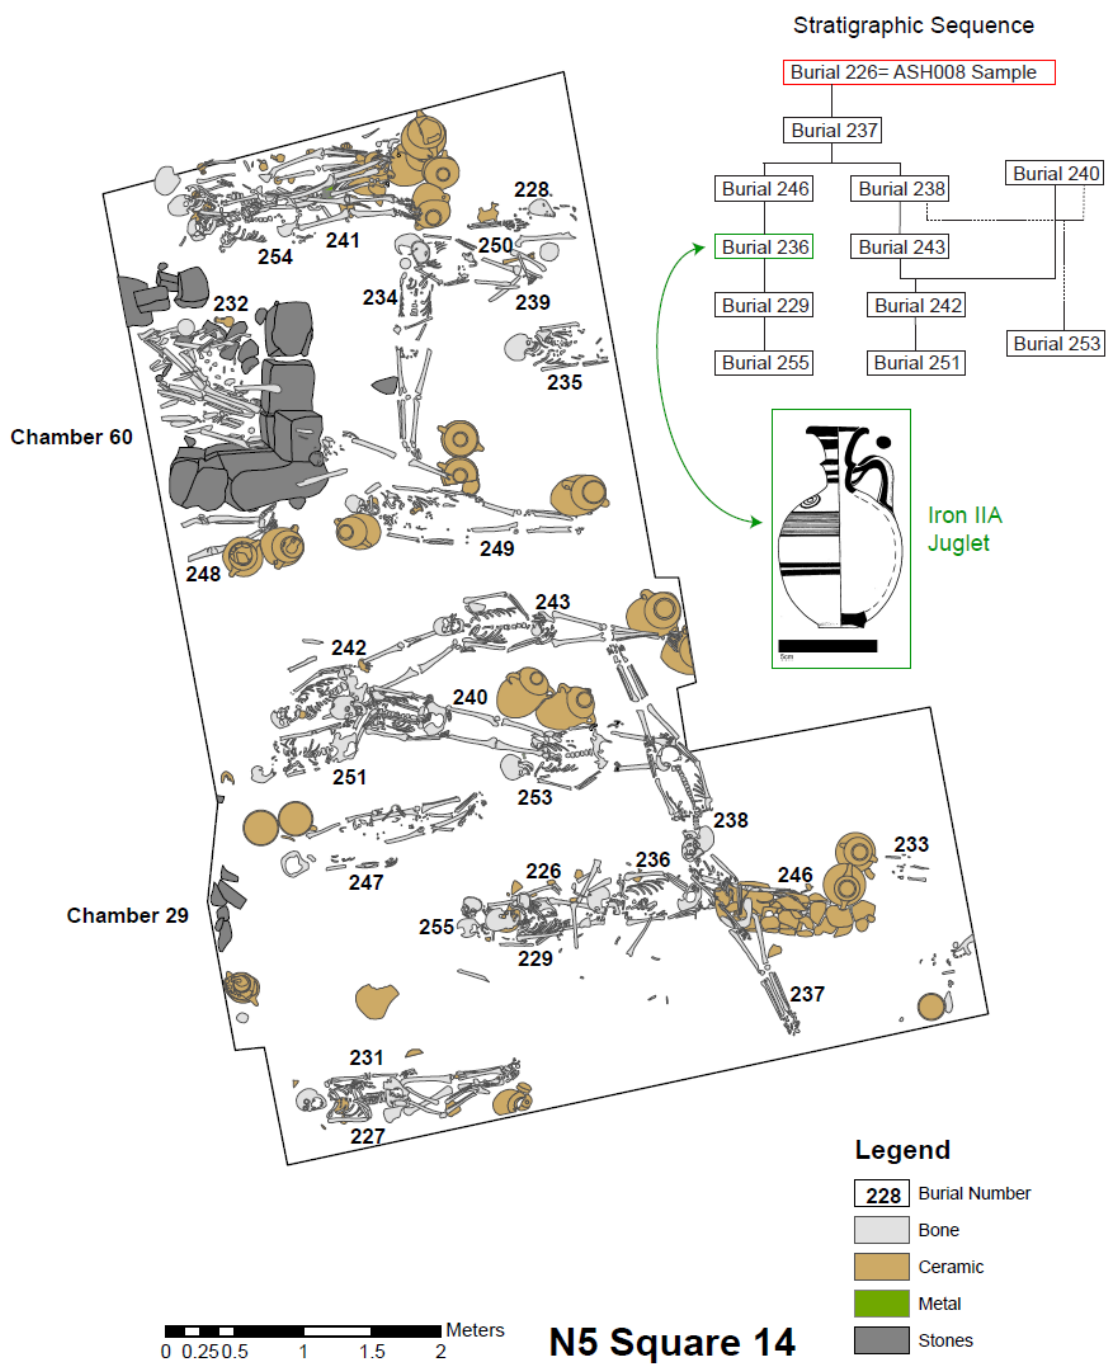 Stratigraphic Sequence
Burial 226= ASH008 Sample
Burial 237
Burial 246
Burial 238
Burial 240
Burial 236
Burial 243
Burial 229
Burial 242
Burial 255
Burial 251
Burial 253
Iron IIA
Juglet
5cm
228
241
250
254
234
239
232
235
Chamber 60
249
248
243
242
240
251
253
238
247
226
236
246
233
Chamber 29
255
229
237
231
227
Legend
228 Burial Number
Bone
Ceramic
Metal
Stones
Meters
0 0.25 0.5 1 1.5 2
N5 Square 14